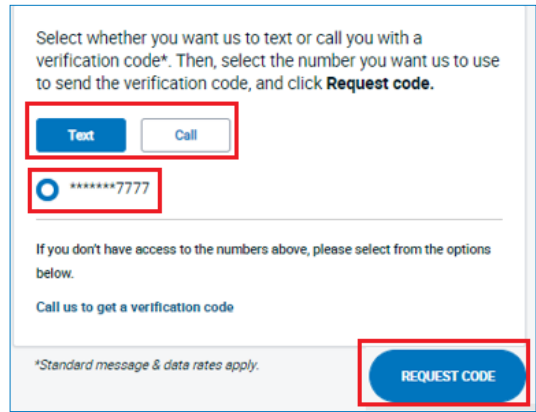 Select whether you want us to text or call you with a
verification code*. Then, select the number you want us to use
to send the verification code, and click Request code.
Text Call
*******7777
If you don't have access to the numbers above, please select from the options
below.
Call us to get a verification code
*Standard message & data rates apply.
REQUEST CODE